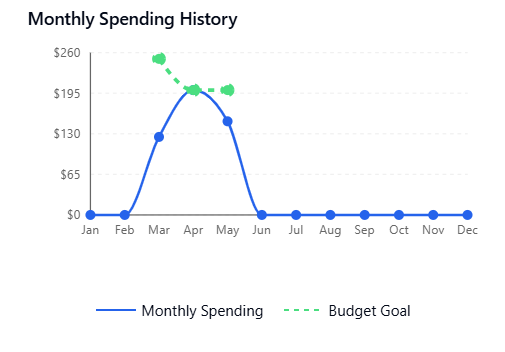 Monthly Spending History
$260
$195
$130
$65
$0
Jan Feb Mar Apr May Jun Jul Aug Sep Oct Nov Dec
Monthly Spending Budget Goal